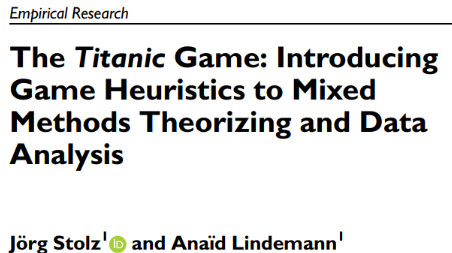 Empirical Research
The Titanic Game: Introducing
Game Heuristics to Mixed
Methods Theorizing and Data
Analysis
Jörg Stolz¹ iD and Anaïd Lindemann¹